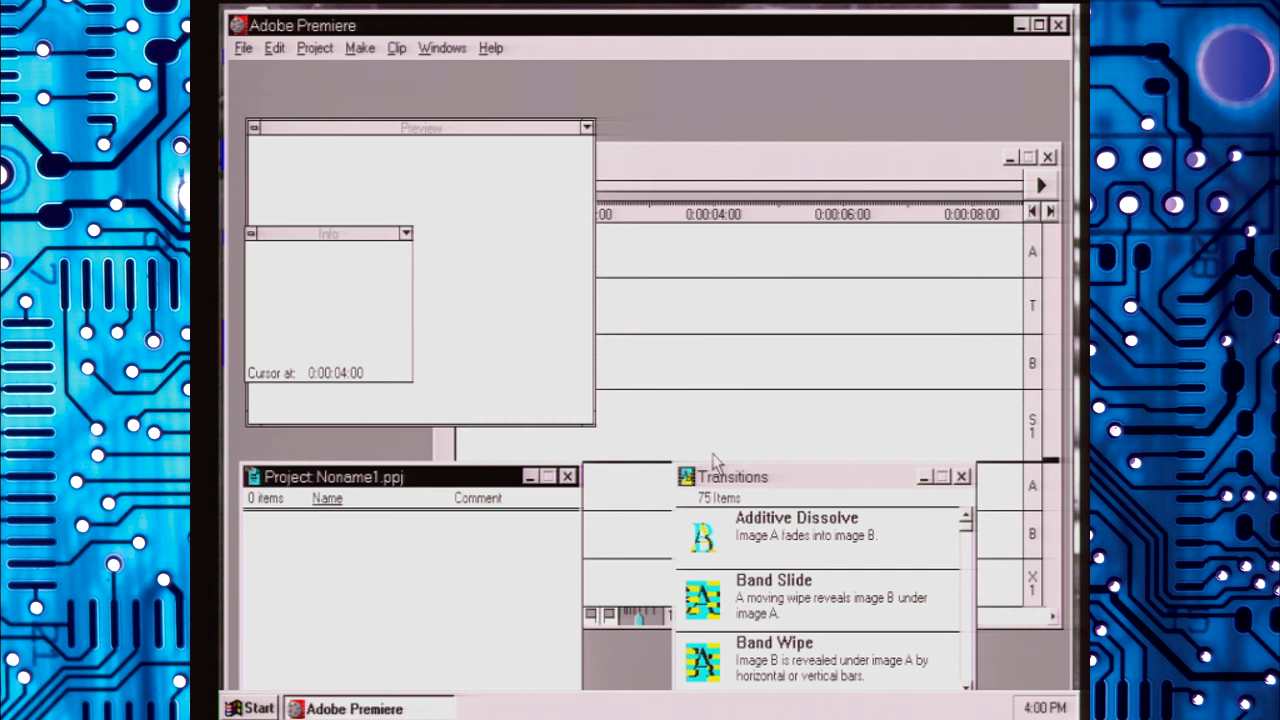 Adobe Premiere
File Edit Project Make Clip Windows Help
Preview
:00 0:00:04:00 0:00:06:00 0:00:08:00
Info
A
T
B
S
1
Cursor at: 0:00:04:00
Project: Noname1.ppj
0 items Name Comment
Transitions
75 Items
A
B
X
1
Additive Dissolve
Image A fades into image B.
Band Slide
A moving wipe reveals image B under
image A.
1
Band Wipe
Image B is revealed under image A by
horizontal or vertical bars.
Start Adobe Premiere 4:00 PM